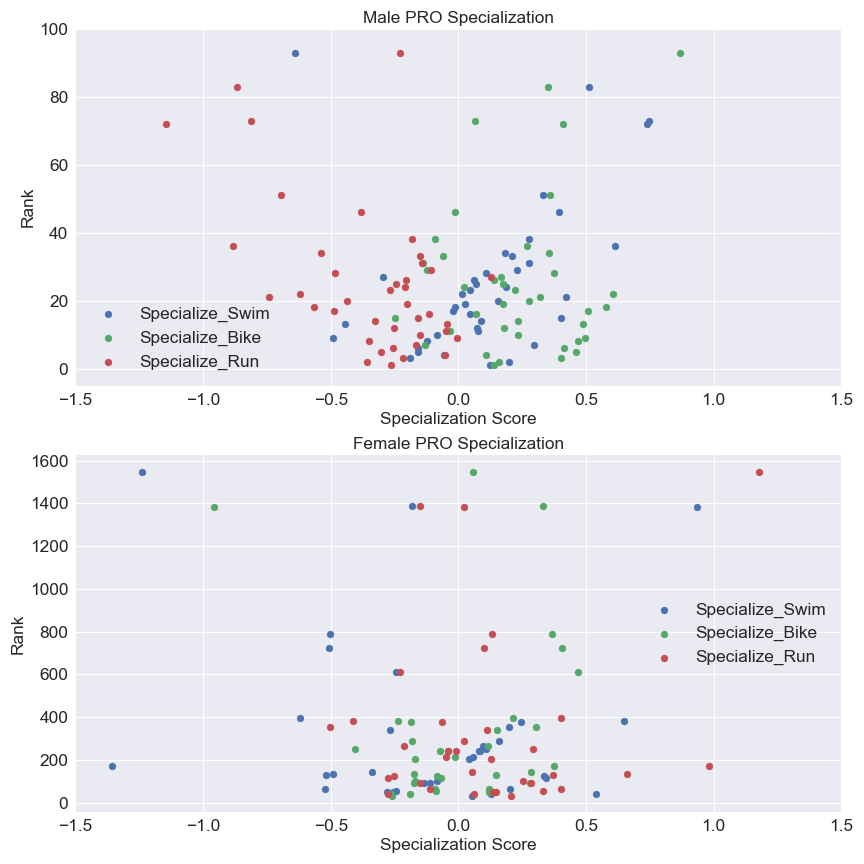 Male PRO Specialization
100
80
60
40
20
0
Rank
Specialize_Swim
Specialize_Bike
Specialize_Run
−1.5 −1.0 −0.5 0.0 0.5 1.0 1.5
Specialization Score
Female PRO Specialization
1600
1400
1200
1000
800
600
400
200
0
Rank
Specialize_Swim
Specialize_Bike
Specialize_Run
−1.5 −1.0 −0.5 0.0 0.5 1.0 1.5
Specialization Score